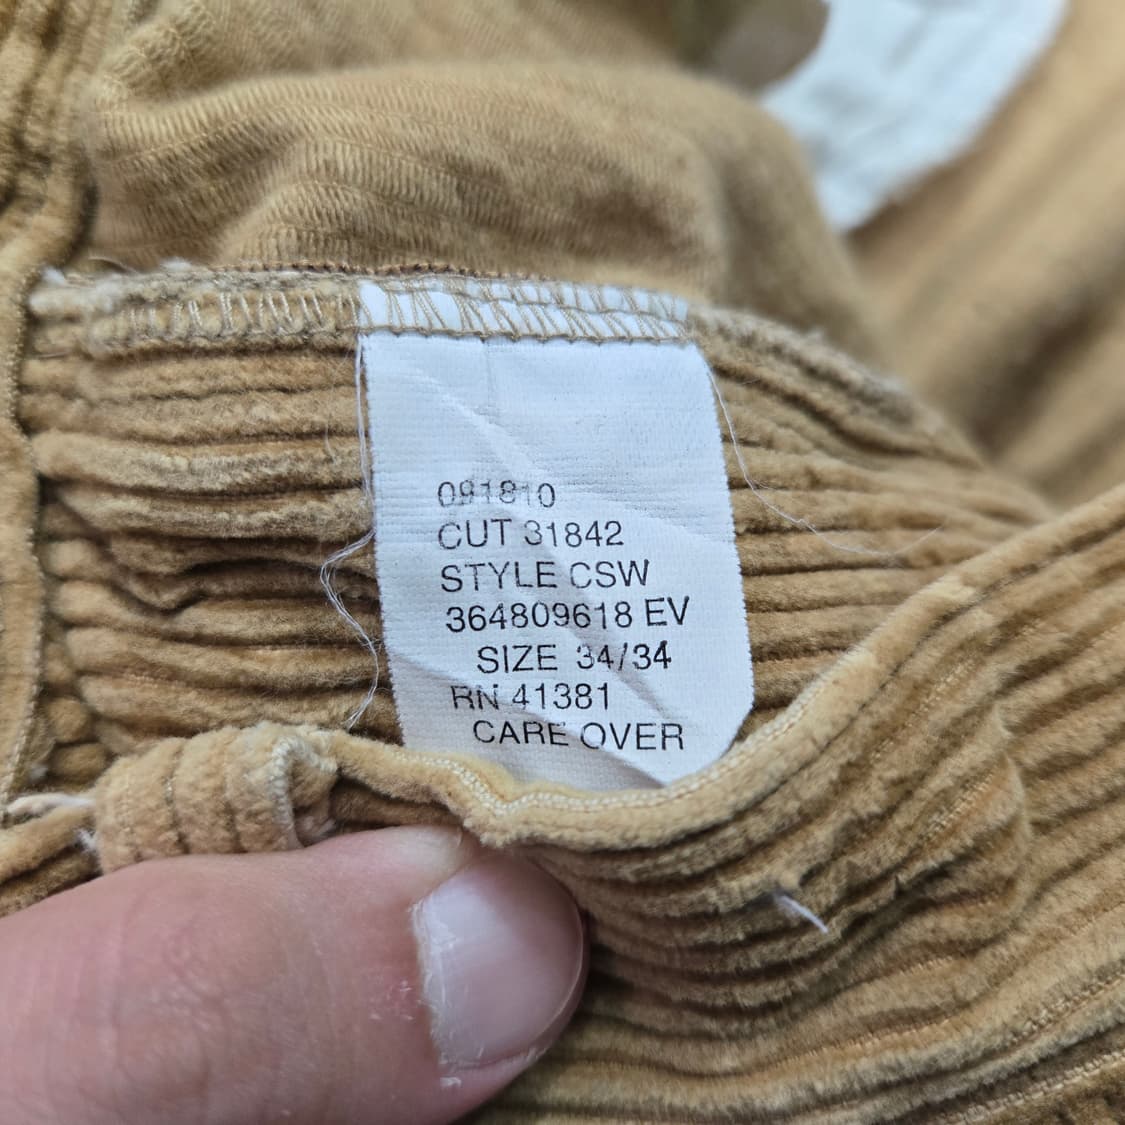 091810
CUT 31842
STYLE CSW
364809618 EV
SIZE 34/34
RN 41381
CARE OVER